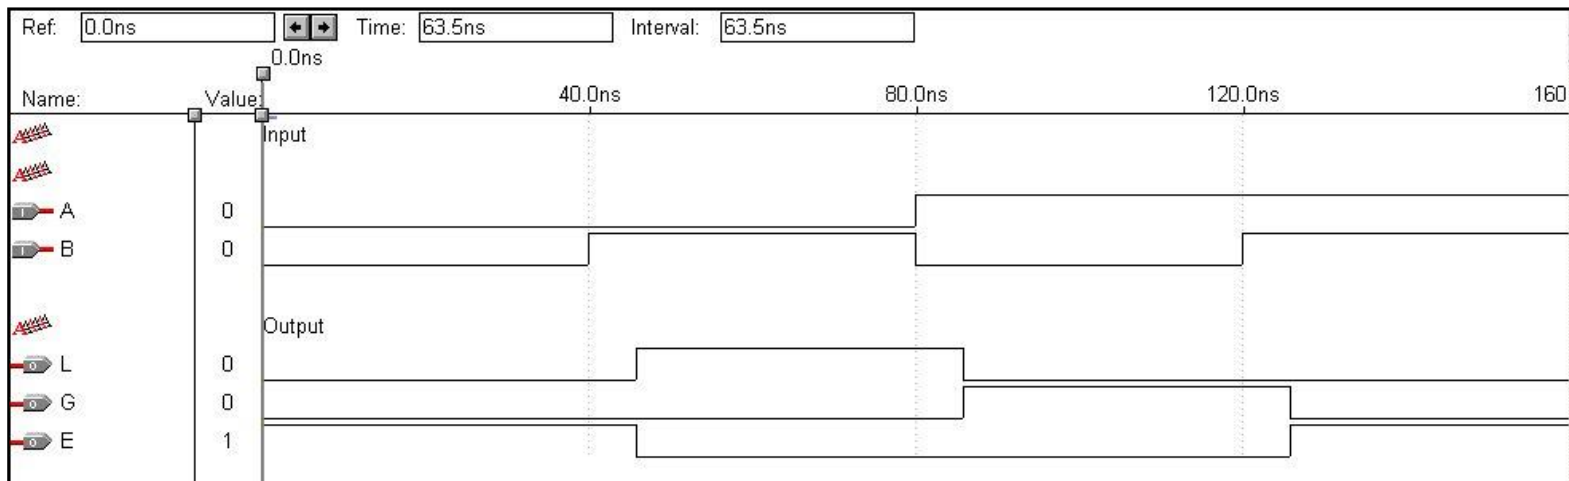 Ref: 0.0ns Time: 63.5ns Interval: 63.5ns
0.0ns
Name: Value: 40.0ns 80.0ns 120.0ns 160
Input
A 0
B 0
Output
L 0
G 0
E 1